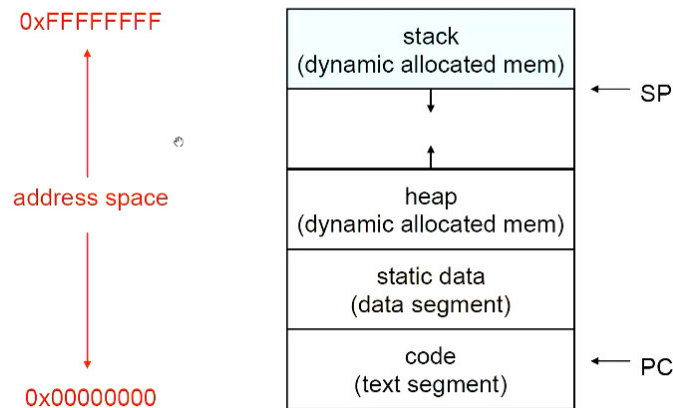 0xFFFFFFFF
stack
(dynamic allocated mem)
SP
address space
heap
(dynamic allocated mem)
static data
(data segment)
code
(text segment)
PC
0x00000000